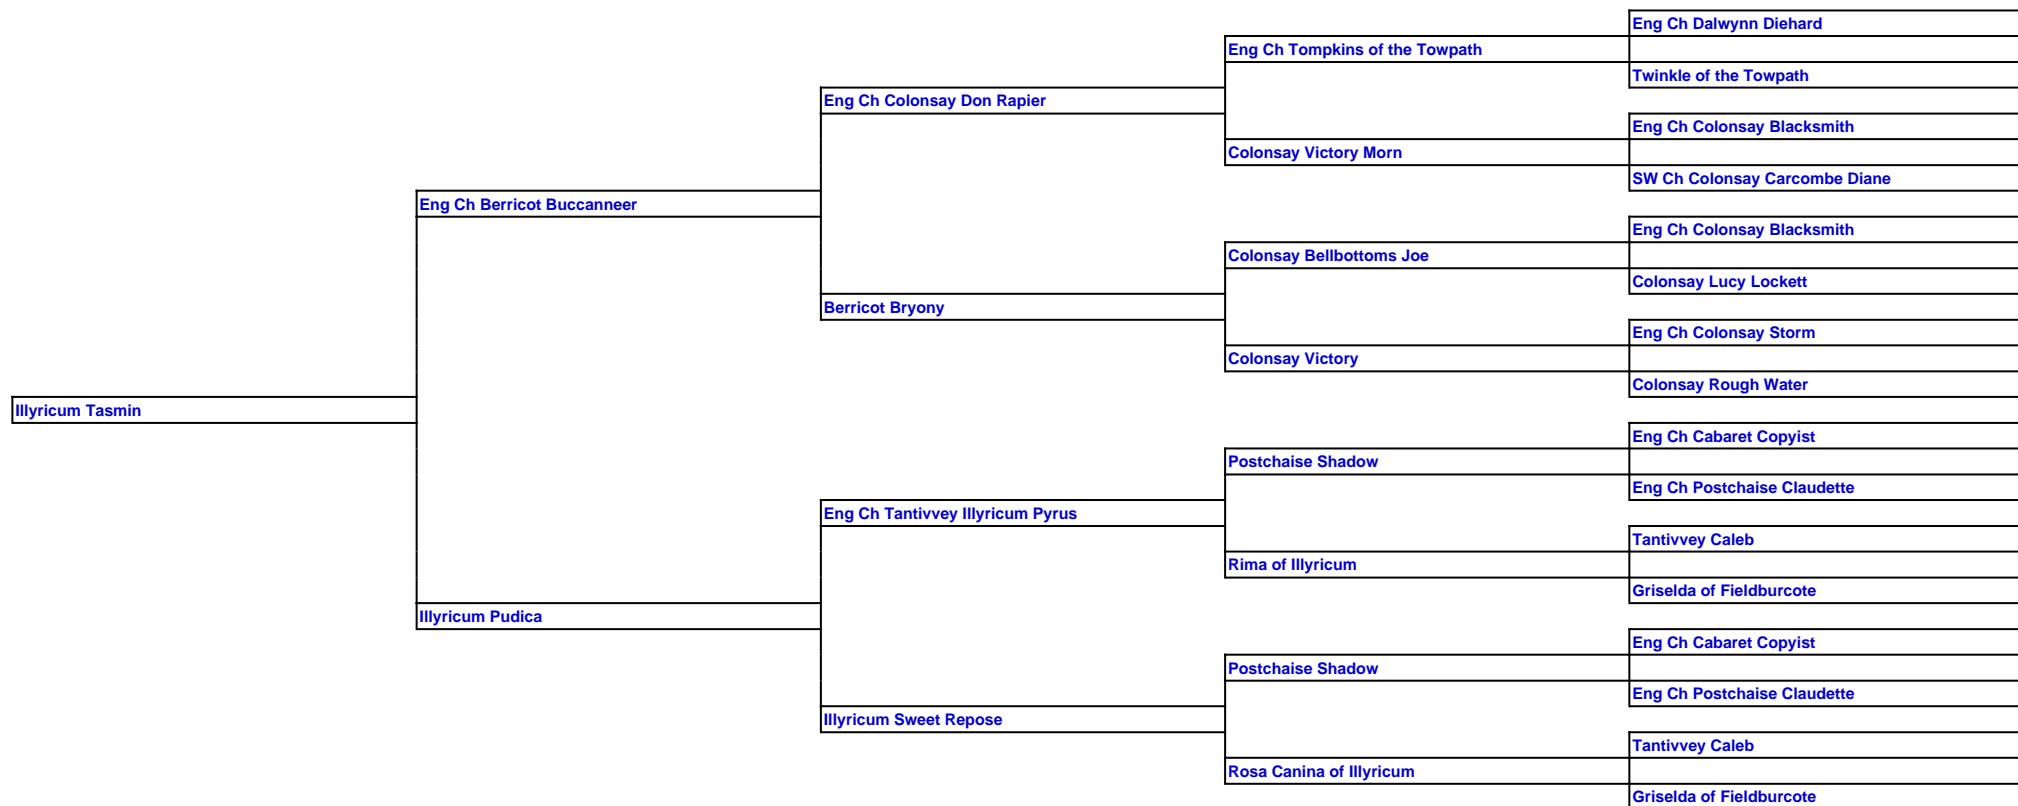 Eng Ch Dalwynn Diehard
Eng Ch Tompkins of the Towpath
Twinkle of the Towpath
Eng Ch Colonsay Don Rapier
Eng Ch Colonsay Blacksmith
Colonsay Victory Morn
SW Ch Colonsay Carcombe Diane
Eng Ch Berricot Buccanneer
Eng Ch Colonsay Blacksmith
Colonsay Bellbottoms Joe
Colonsay Lucy Lockett
Berricot Bryony
Eng Ch Colonsay Storm
Colonsay Victory
Colonsay Rough Water
Illyricum Tasmin
Eng Ch Cabaret Copyist
Postchaise Shadow
Eng Ch Postchaise Claudette
Eng Ch Tantivvey Illyricum Pyrus
Tantivvey Caleb
Rima of Illyricum
Griselda of Fieldburcote
Illyricum Pudica
Eng Ch Cabaret Copyist
Postchaise Shadow
Eng Ch Postchaise Claudette
Illyricum Sweet Repose
Tantivvey Caleb
Rosa Canina of Illyricum
Griselda of Fieldburcote